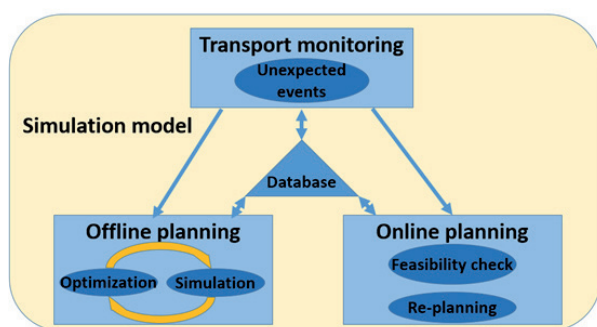 Transport monitoring
Unexpected
events
Simulation model
Database
Offline planning
Optimization
Simulation
Online planning
Feasibility check
Re-planning